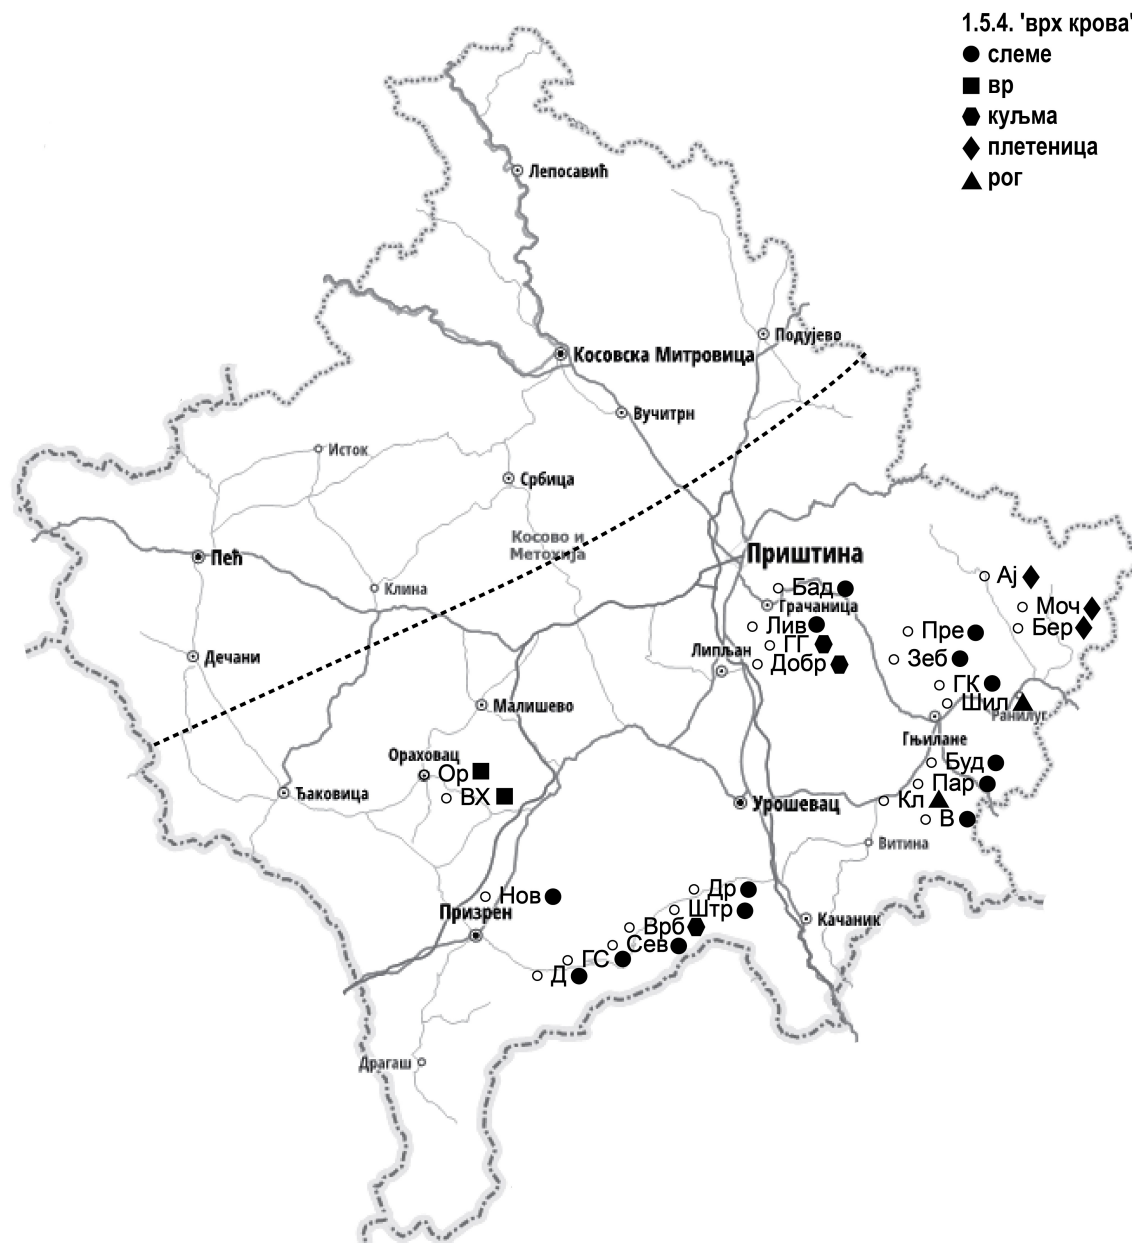 1.5.4. 'врх крова'
слеме
вр
куљма
плетеница
рог
Лепосавић
Подујево
Косовска Митровица
Вучитрн
Исток
Србица
Косово и
Метохија
Приштина
Пећ
Клина
Ај
Бад
Грачаница
Моч
Лив
Пре
Бер
ГГ
Липљан
Добр
Зеб
Дечани
ГК
Шил
Ранилуг
Малишево
Гњилане
Ораховац
Ор
Буд
Ђаковица
ВХ
Пар
Урошевац
Кл
В
Витина
Нов
Др
Призрен
Штр
Качаник
Врб
Сев
ГС
Д
Драгаш